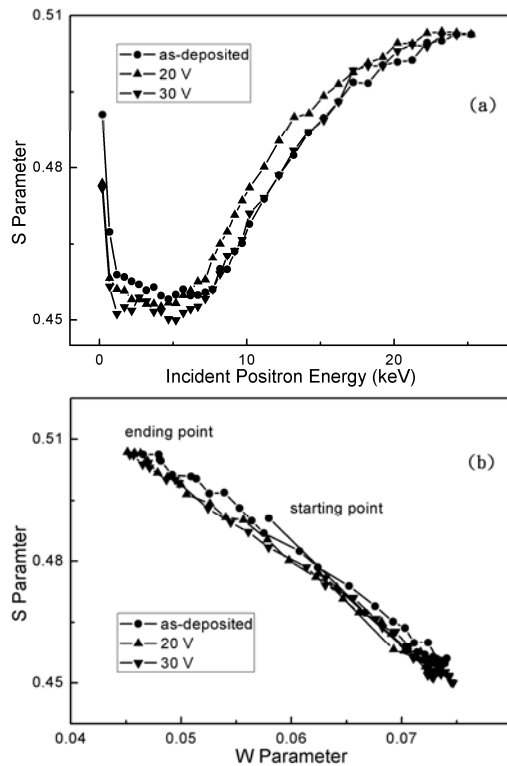 0.51
0.48
0.45
S Parameter
as-deposited
20 V
30 V
(a)
0
10
20
Incident Positron Energy (keV)
ending point
starting point
(b)
0.51
0.48
0.45
S Paramter
as-deposited
20 V
30 V
0.04
0.05
0.06
0.07
W Parameter